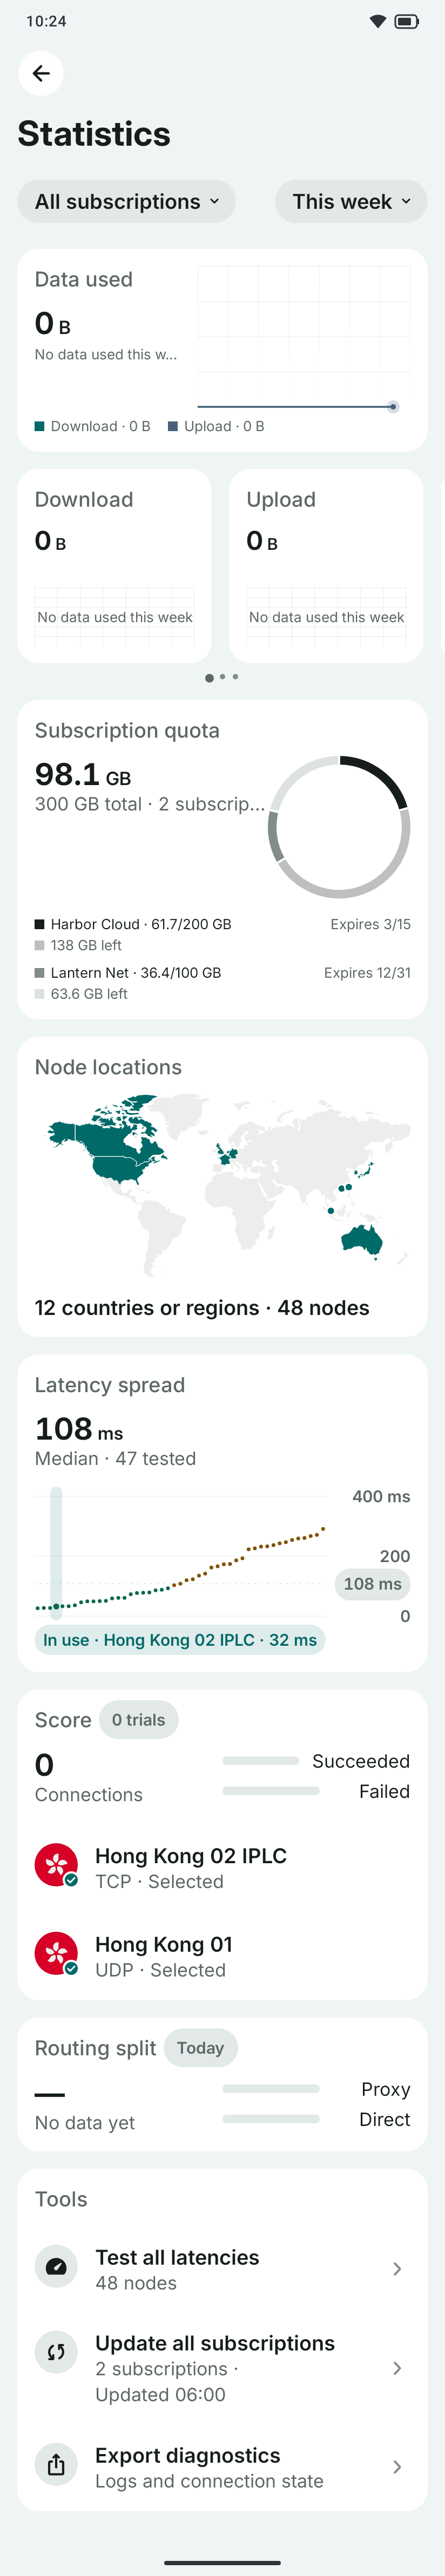 10:24
Statistics
All subscriptions
This week
Data used
0 B
No data used this w...
Download · 0 B
Upload · 0 B
Download
0 B
No data used this week
Upload
0 B
No data used this week
Subscription quota
98.1 GB
300 GB total · 2 subscrip...
Harbor Cloud · 61.7/200 GB
Expires 3/15
138 GB left
Lantern Net · 36.4/100 GB
Expires 12/31
63.6 GB left
Node locations
12 countries or regions · 48 nodes
Latency spread
108 ms
Median · 47 tested
400 ms
200
108 ms
0
In use · Hong Kong 02 IPLC · 32 ms
Score
0 trials
0
Connections
Succeeded
Failed
Hong Kong 02 IPLC
TCP · Selected
Hong Kong 01
UDP · Selected
Routing split
Today
—
No data yet
Proxy
Direct
Tools
Test all latencies
48 nodes
Update all subscriptions
2 subscriptions ·
Updated 06:00
Export diagnostics
Logs and connection state